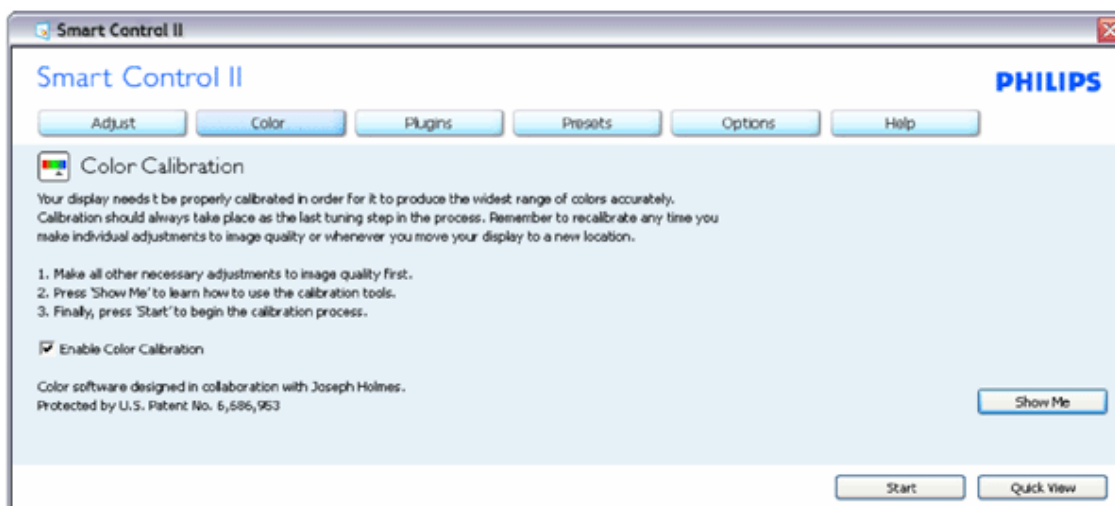 Smart Control II
Smart Control II
PHILIPS
Adjust Color Plugins Presets Options Help
Color Calibration
Your display needs t be properly calibrated in order for it to produce the widest range of colors accurately.
Calibration should always take place as the last tuning step in the process. Remember to recalibrate any time you
make individual adjustments to image quality or whenever you move your display to a new location.
1. Make all other necessary adjustments to image quality first.
2. Press 'Show Me' to learn how to use the calibration tools.
3. Finally, press 'Start' to begin the calibration process.
Enable Color Calibration
Color software designed in collaboration with Joseph Holmes.
Protected by U.S. Patent No. 6,686,953
Show Me
Start Quick View